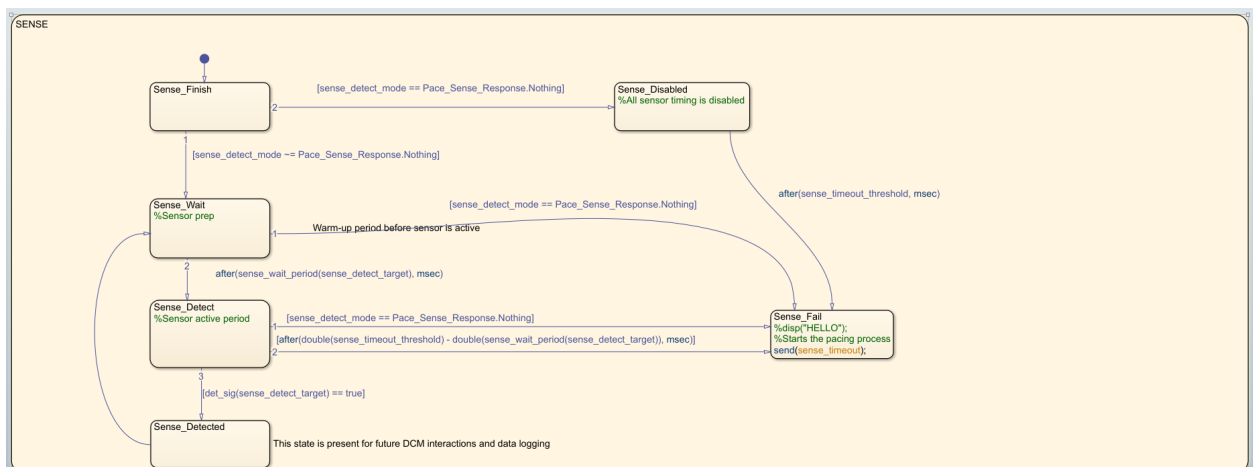 SENSE
Sense_Finish
[sense_detect_mode == Pace_Sense_Response.Nothing]
2
Sense_Disabled
%All sensor timing is disabled
1
[sense_detect_mode ~= Pace_Sense_Response.Nothing]
after(sense_timeout_threshold, msec)
Sense_Wait
%Sensor prep
[sense_detect_mode == Pace_Sense_Response.Nothing]
1
Warm-up period before sensor is active
2
after(sense_wait_period(sense_detect_target), msec)
Sense_Detect
%Sensor active period
1
[sense_detect_mode == Pace_Sense_Response.Nothing]
[after(double(sense_timeout_threshold) - double(sense_wait_period(sense_detect_target)), msec)]
2
Sense_Fail
%disp("HELLO");
%Starts the pacing process
send(sense_timeout);
3
[det_sig(sense_detect_target) == true]
Sense_Detected
This state is present for future DCM interactions and data logging